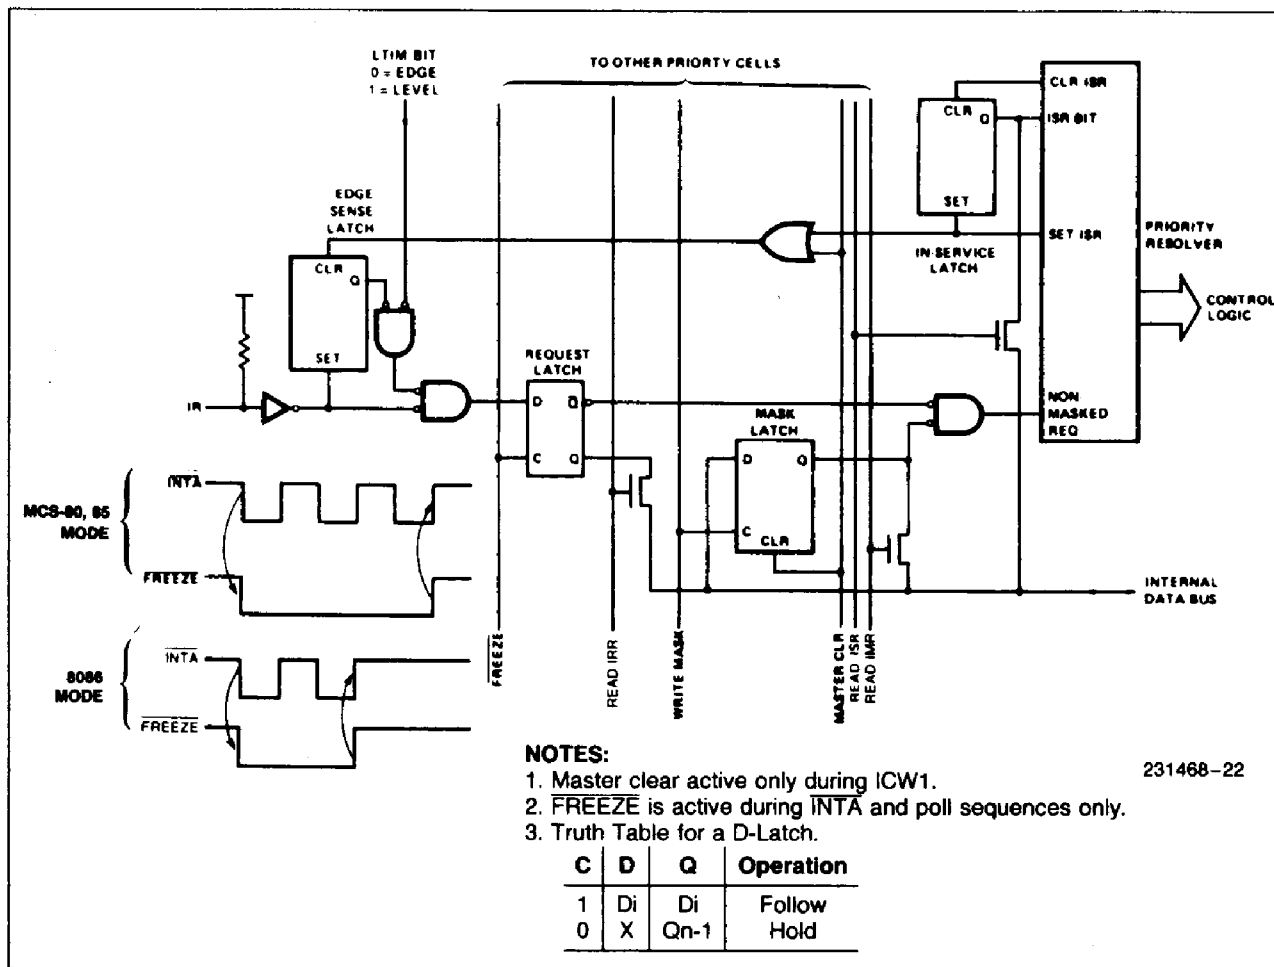 LTIM BIT
0 = EDGE
1 = LEVEL
TO OTHER PRIORTY CELLS
CLR ISR
CLR
Q
ISR BIT
EDGE
SENSE
LATCH
SET
CLR
Q
SET ISR
PRIORITY
RESOLVER
IN-SERVICE
LATCH
CONTROL
LOGIC
SET
REQUEST
LATCH
IR
D
Q
NON
MASKED
REQ
MASK
LATCH
C
Q
D
Q
INTA
MCS-80, 85
MODE
C
CLR
FREEZE
INTERNAL
DATA BUS
INTA
8086
MODE
FREEZE
FREEZE
READ IRR
WRITE MASK
MASTER CLR
READ ISR
READ IMR
NOTES:
231468-22
1. Master clear active only during ICW1.
2. FREEZE is active during INTA and poll sequences only.
3. Truth Table for a D-Latch.
C D Q Operation
1 Di Di Follow
0 X Qn-1 Hold